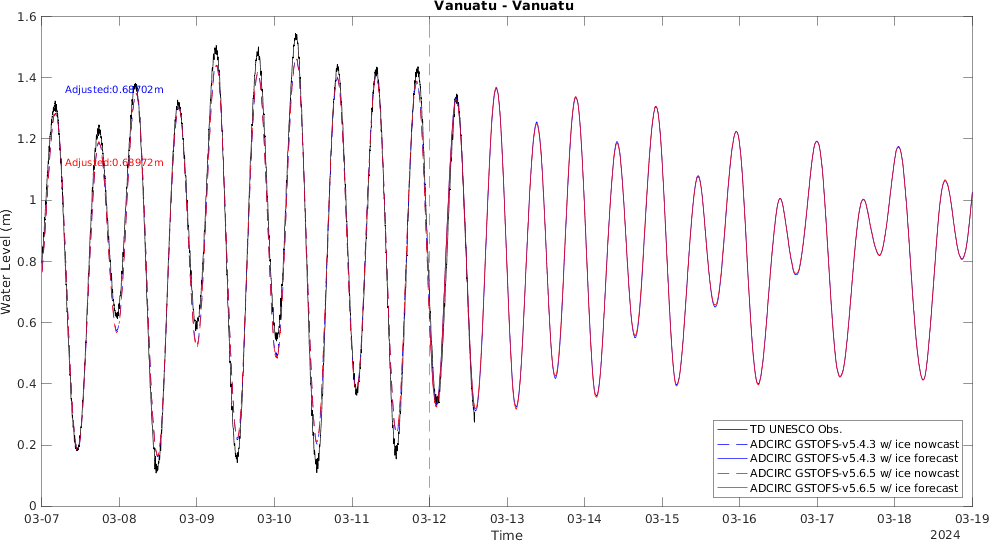 Vanuatu - Vanuatu
1.6
1.4
1.2
1
0.8
0.6
0.4
0.2
0
Water Level (m)
Adjusted:0.68702m
Adjusted:0.68972m
TD UNESCO Obs.
ADCIRC GSTOFS-v5.4.3 w/ ice nowcast
ADCIRC GSTOFS-v5.4.3 w/ ice forecast
ADCIRC GSTOFS-v5.6.5 w/ ice nowcast
ADCIRC GSTOFS-v5.6.5 w/ ice forecast
03-07 03-08 03-09 03-10 03-11 03-12 03-13 03-14 03-15 03-16 03-17 03-18 03-19
Time
2024